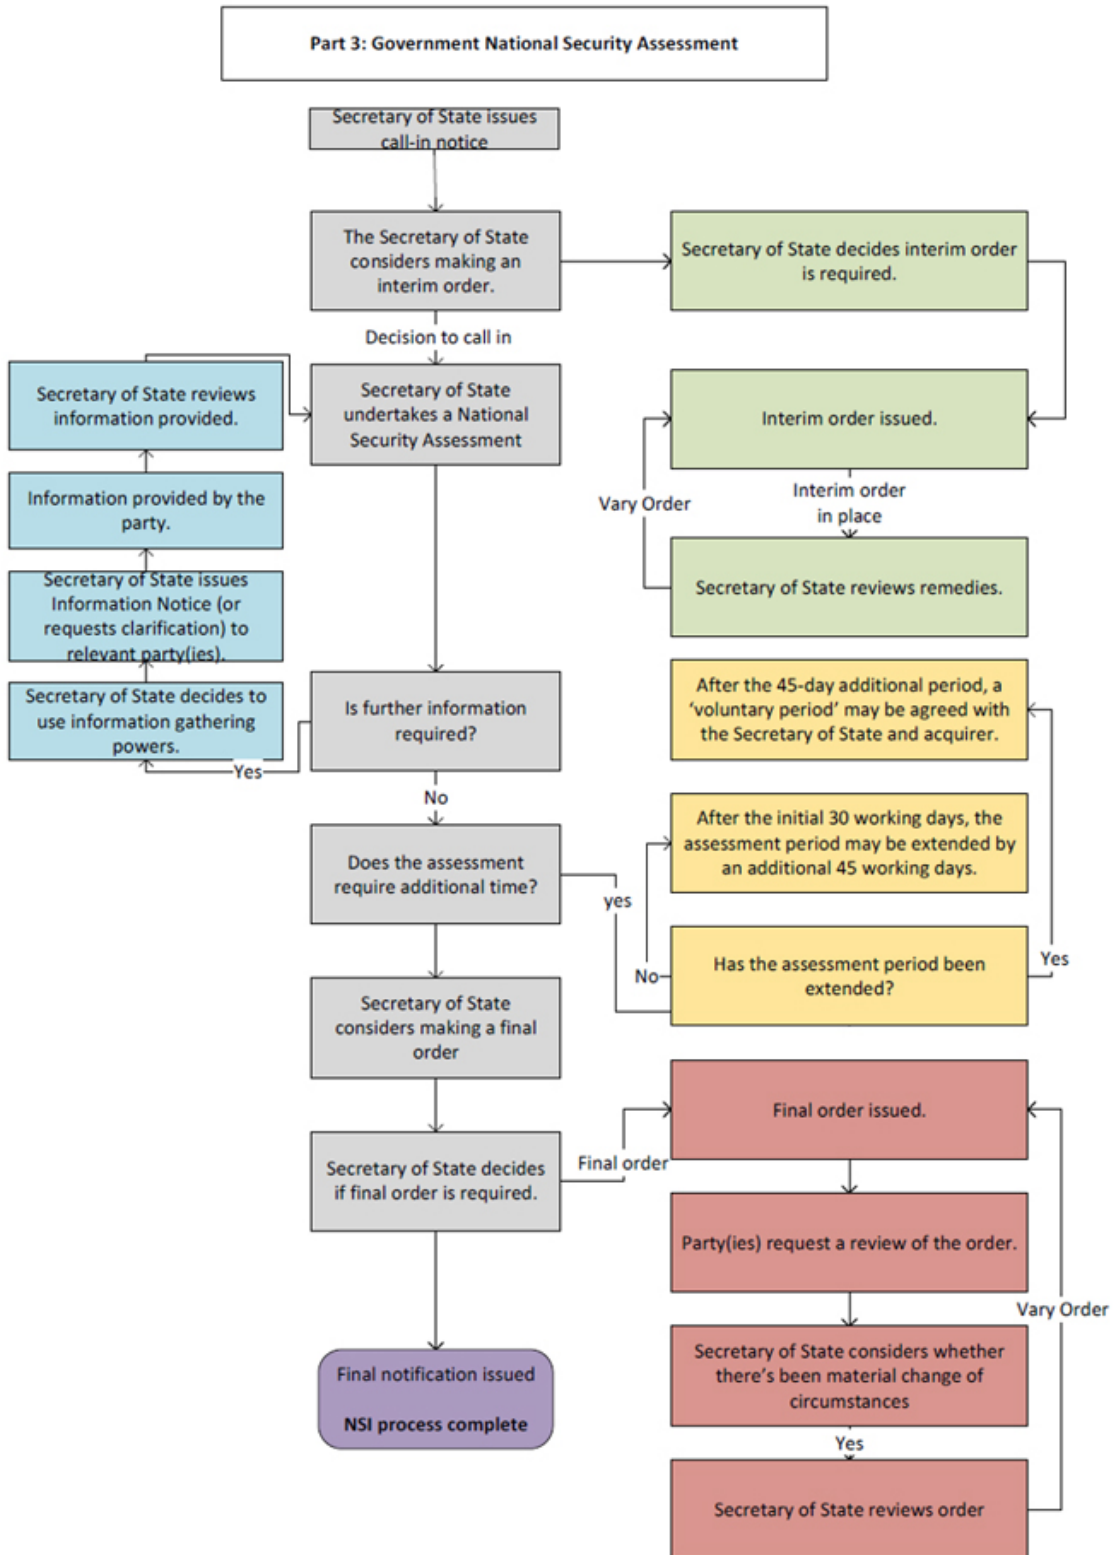 Part 3: Government National Security Assessment
Secretary of State issues
call-in notice
The Secretary of State
considers making an
interim order.
Secretary of State decides interim order
is required.
Decision to call in
Secretary of State reviews
information provided.
Secretary of State
undertakes a National
Security Assessment
Interim order issued.
Information provided by the
party.
Vary Order
Interim order
in place
Secretary of State issues
Information Notice (or
requests clarification) to
relevant party(ies).
Secretary of State reviews remedies.
Secretary of State decides to
use information gathering
powers.
Yes
Is further information
required?
After the 45-day additional period, a
‘voluntary period’ may be agreed with
the Secretary of State and acquirer.
No
Does the assessment
require additional time?
yes
After the initial 30 working days, the
assessment period may be extended by
an additional 45 working days.
No
Has the assessment period been
extended?
Yes
Secretary of State
considers making a final
order
Secretary of State decides
if final order is required.
Final order
Final order issued.
Party(ies) request a review of the order.
Vary Order
Secretary of State considers whether
there’s been material change of
circumstances
Yes
Secretary of State reviews order
Final notification issued
NSI process complete